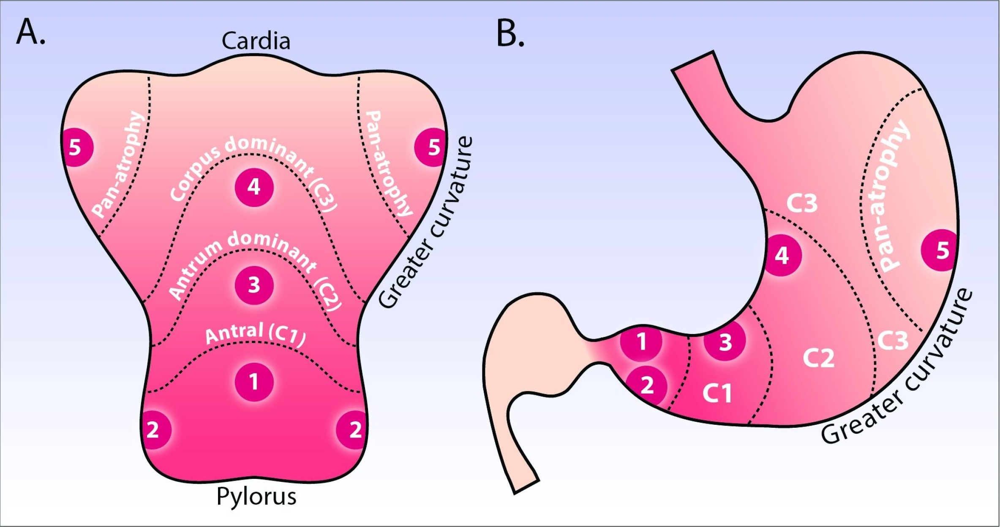 A.
Cardia
Pan-atrophy
Pan-atrophy
5
5
Corpus dominant (C3)
4
Antrum dominant (C2)
3
Greater curvature
Antral (C1)
1
2
2
Pylorus
B.
Pan-atrophy
C3
4
5
1
3
C3
2
C1
C2
Greater curvature